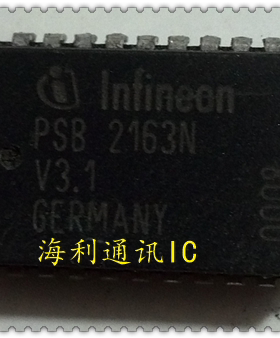 Infineon
PSB 2163N
V3.1
GERMANY
海利通讯IC